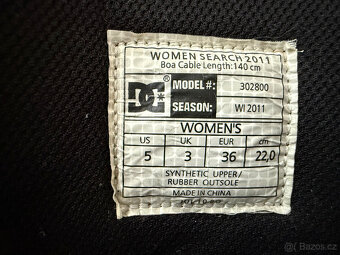 WOMEN SEARCH 2011
Boa Cable Length: 140 cm
DC
MODEL#: 302800
SEASON: WI 2011
WOMEN'S
US UK EUR cm
5 3 36 22,0
SYNTHETIC UPPER/
RUBBER OUTSOLE
MADE IN CHINA
Bazos.cz